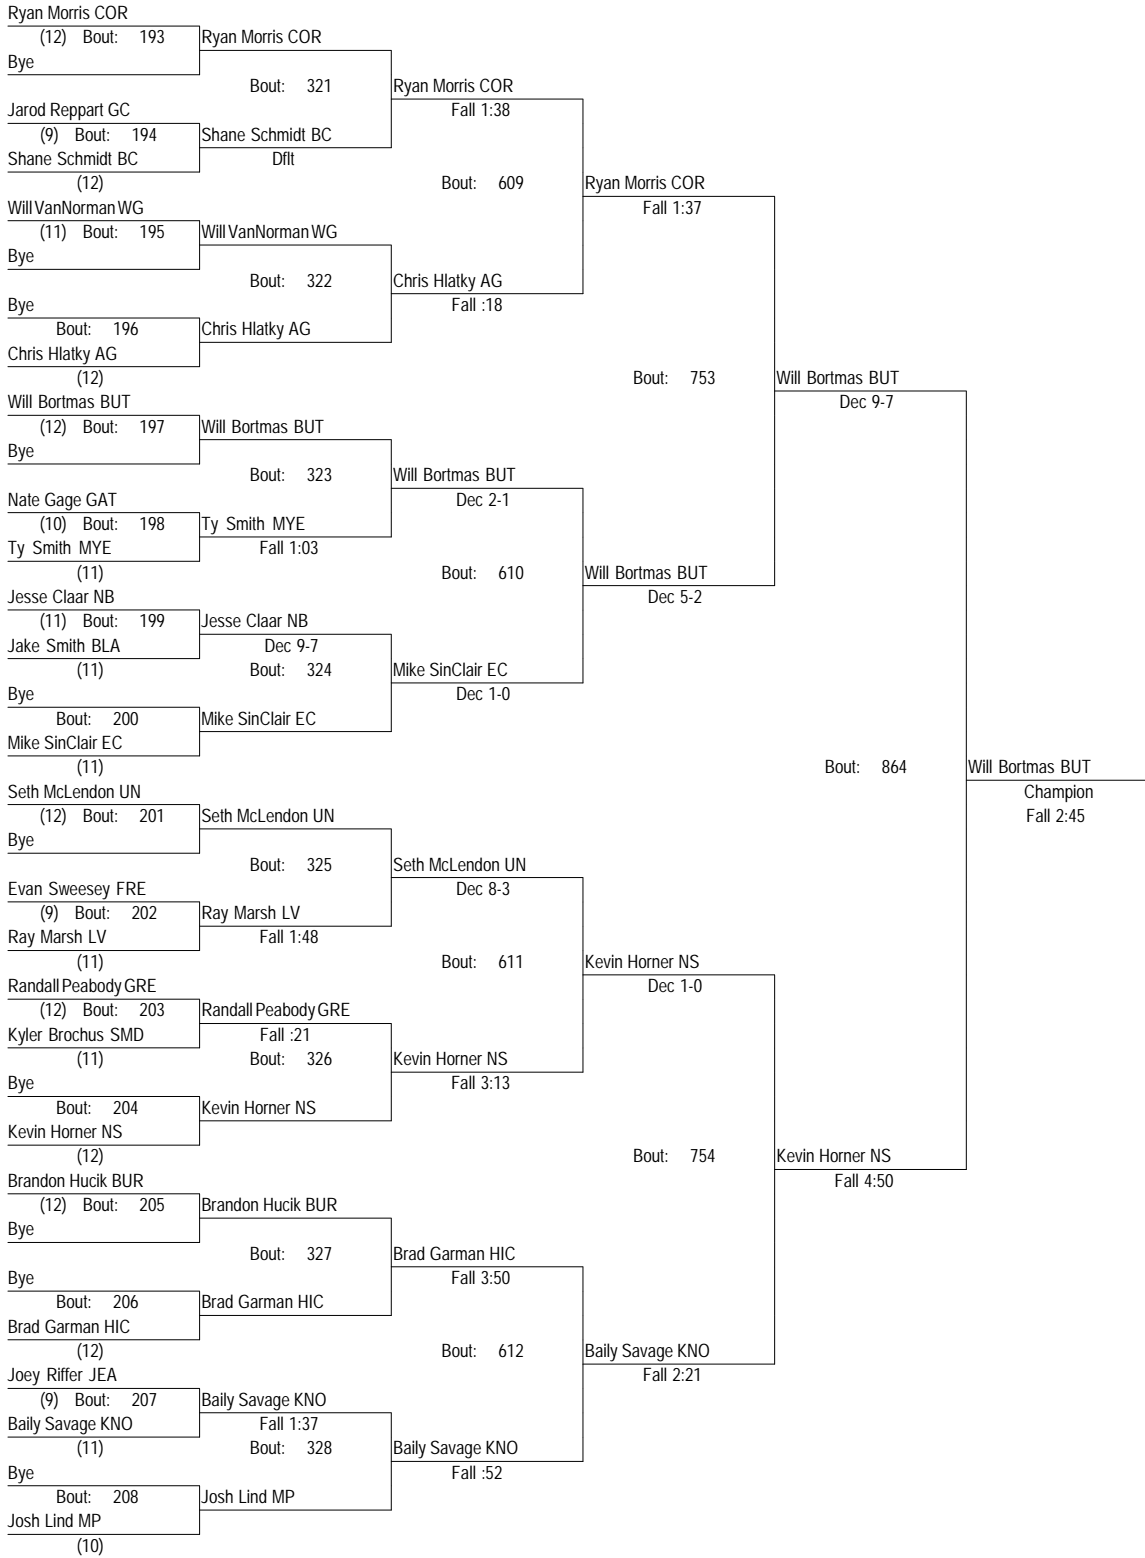 Ryan Morris COR
(12) Bout: 193 Ryan Morris COR
Bye
Bout: 321 Ryan Morris COR
Jarod Reppart GC Fall 1:38
(9) Bout: 194 Shane Schmidt BC
Shane Schmidt BC Dflt
(12) Bout: 609 Ryan Morris COR
Will VanNorman WG Fall 1:37
(11) Bout: 195 Will VanNorman WG
Bye
Bout: 322 Chris Hlatky AG
Bye Fall :18
Bout: 196 Chris Hlatky AG
Chris Hlatky AG
(12) Bout: 753 Will Bortmas BUT
Will Bortmas BUT Dec 9-7
(12) Bout: 197 Will Bortmas BUT
Bye
Bout: 323 Will Bortmas BUT
Nate Gage GAT Dec 2-1
(10) Bout: 198 Ty Smith MYE
Ty Smith MYE Fall 1:03
(11) Bout: 610 Will Bortmas BUT
Jesse Claar NB Dec 5-2
(11) Bout: 199 Jesse Claar NB
Jake Smith BLA Dec 9-7
(11) Bout: 324 Mike SinClair EC
Bye Dec 1-0
Bout: 200 Mike SinClair EC
Mike SinClair EC
(11) Bout: 864 Will Bortmas BUT
Seth McLendon UN Champion
(12) Bout: 201 Seth McLendon UN Fall 2:45
Bye
Bout: 325 Seth McLendon UN
Evan Sweesey FRE Dec 8-3
(9) Bout: 202 Ray Marsh LV
Ray Marsh LV Fall 1:48
(11) Bout: 611 Kevin Horner NS
Randall Peabody GRE Dec 1-0
(12) Bout: 203 Randall Peabody GRE
Kyler Brochus SMD Fall :21
(11) Bout: 326 Kevin Horner NS
Bye Fall 3:13
Bout: 204 Kevin Horner NS
Kevin Horner NS
(12) Bout: 754 Kevin Horner NS
Brandon Hucik BUR Fall 4:50
(12) Bout: 205 Brandon Hucik BUR
Bye
Bout: 327 Brad Garman HIC
Bye Fall 3:50
Bout: 206 Brad Garman HIC
Brad Garman HIC
(12) Bout: 612 Baily Savage KNO
Joey Riffer JEA Fall 2:21
(9) Bout: 207 Baily Savage KNO
Baily Savage KNO Fall 1:37
(11) Bout: 328 Baily Savage KNO
Bye Fall :52
Bout: 208 Josh Lind MP
Josh Lind MP
(10)